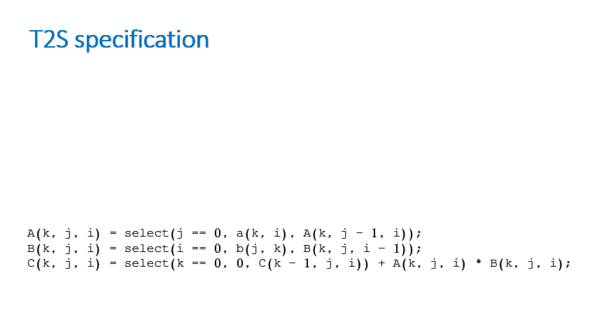 T2S specification
A(k, j, i) = select(j == 0, a(k, i), A(k, j - 1, i));
B(k, j, i) = select(i == 0, b(j, k), B(k, j, i - 1));
C(k, j, i) = select(k == 0, 0, C(k - 1, j, i)) + A(k, j, i) * B(k, j, i);